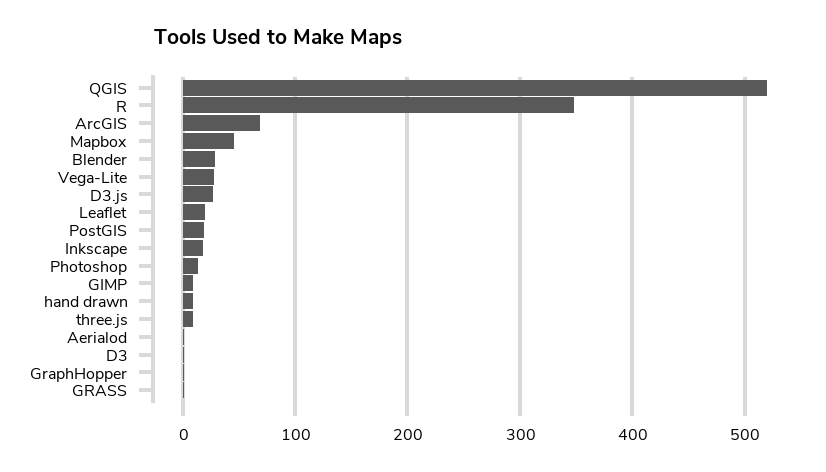 Tools Used to Make Maps
QGIS
R
ArcGIS
Mapbox
Blender
Vega-Lite
D3.js
Leaflet
PostGIS
Inkscape
Photoshop
GIMP
hand drawn
three.js
Aerialod
D3
GraphHopper
GRASS
0 100 200 300 400 500